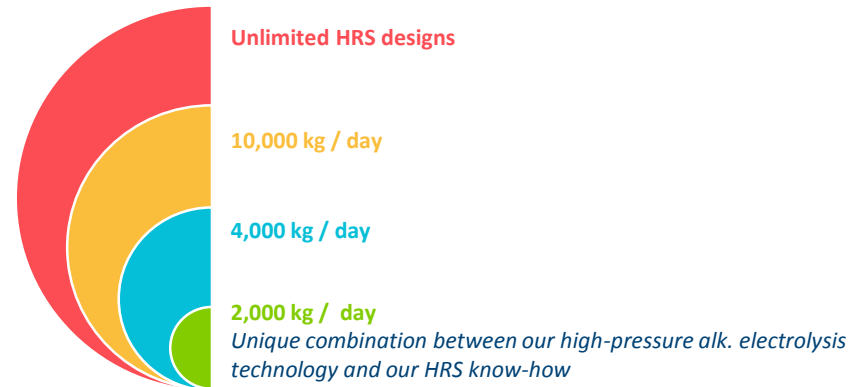 Unlimited HRS designs
10,000 kg / day
4,000 kg / day
2,000 kg /  day
Unique combination between our high-pressure alk. electrolysis
technology and our HRS know-how